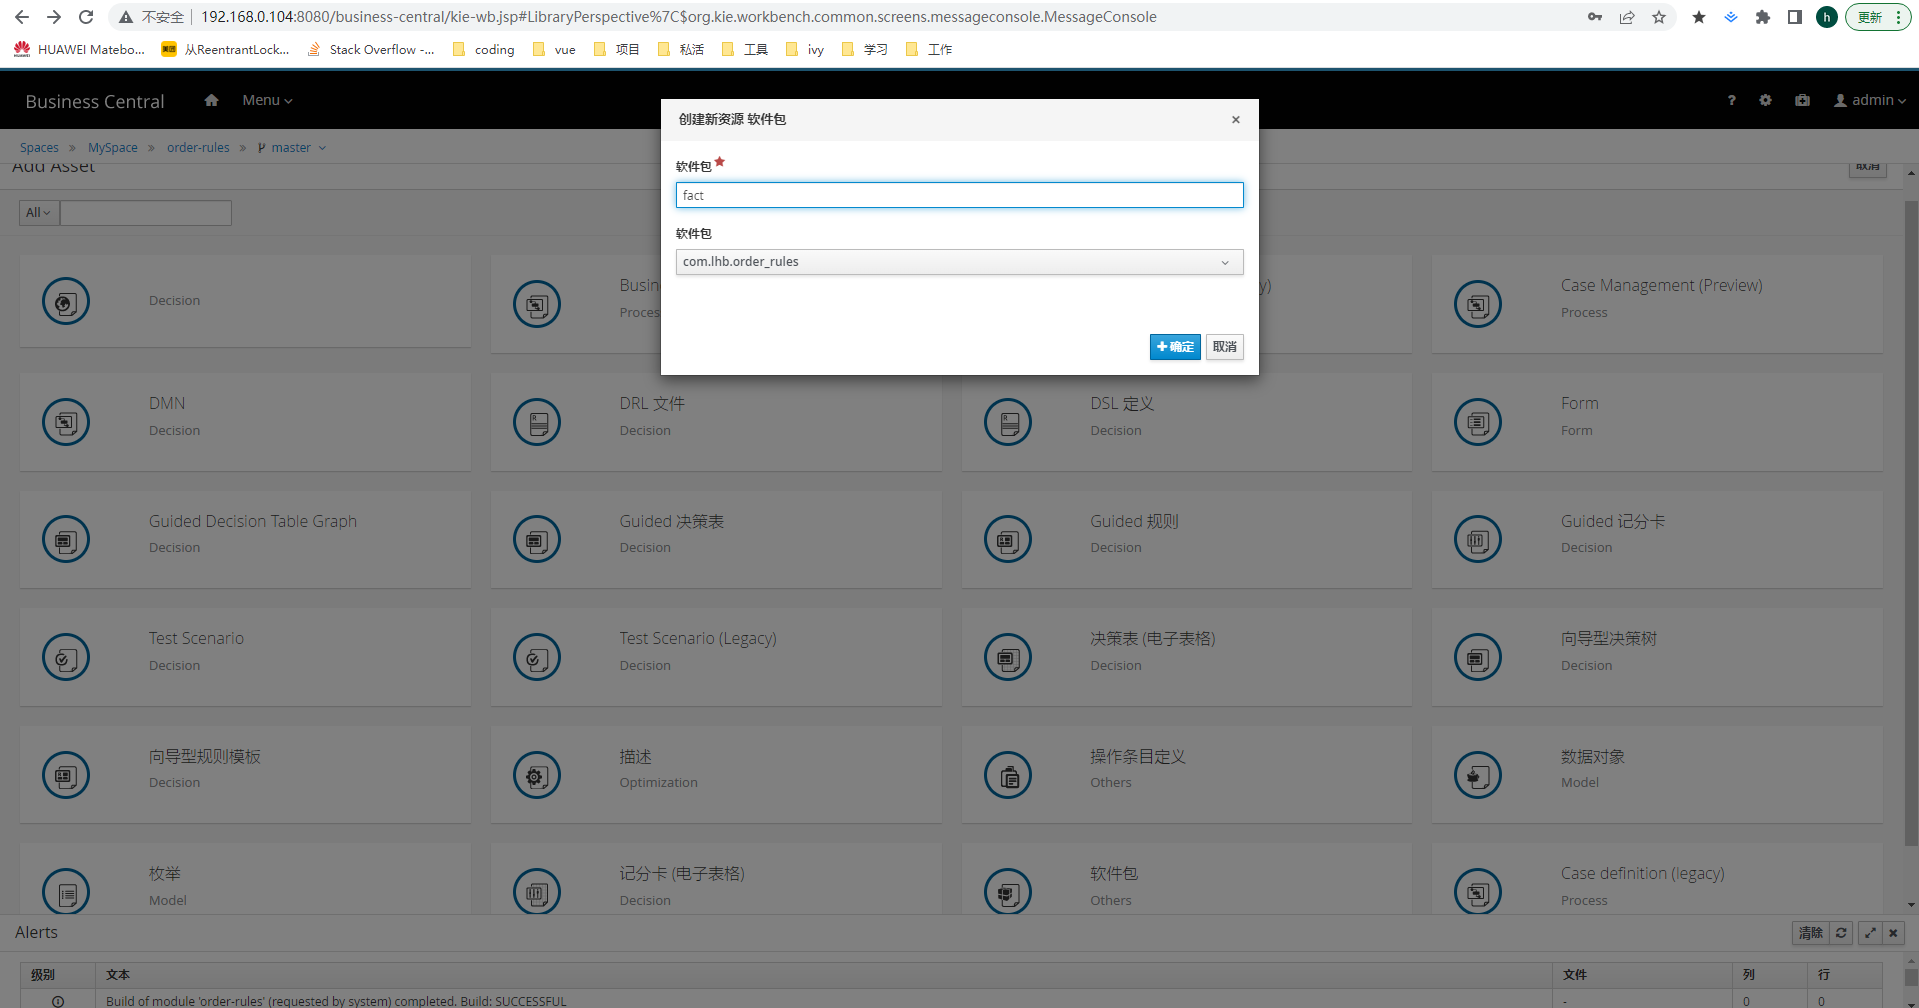 不安全 192.168.0.104:8080/business-central/kie-wb.jsp#LibraryPerspective%7C$org.kie.workbench.common.screens.messageconsole.MessageConsole h 更新
HUAWEI Matebo... 从ReentrantLock... Stack Overflow -... coding vue 项目 私活 工具 ivy 学习 工作
Business Central Menu ? admin
创建新资源 软件包 ×
Spaces » MySpace » order-rules » master
Add Asset 取消
软件包
fact
All
软件包
com.lhb.order_rules
Decision
Busin
Proces
y)
Case Management (Preview)
Process
确定 取消
DMN
Decision
DRL 文件
Decision
DSL 定义
Decision
Form
Form
Guided Decision Table Graph
Decision
Guided 决策表
Decision
Guided 规则
Decision
Guided 记分卡
Decision
Test Scenario
Decision
Test Scenario (Legacy)
Decision
决策表 (电子表格)
Decision
向导型决策树
Decision
向导型规则模板
Decision
描述
Optimization
操作条目定义
Others
数据对象
Model
枚举
Model
记分卡 (电子表格)
Decision
软件包
Others
Case definition (legacy)
Process
Alerts 清除
级别 文本 文件 列 行
Build of module 'order-rules' (requested by system) completed. Build: SUCCESSFUL - 0 0